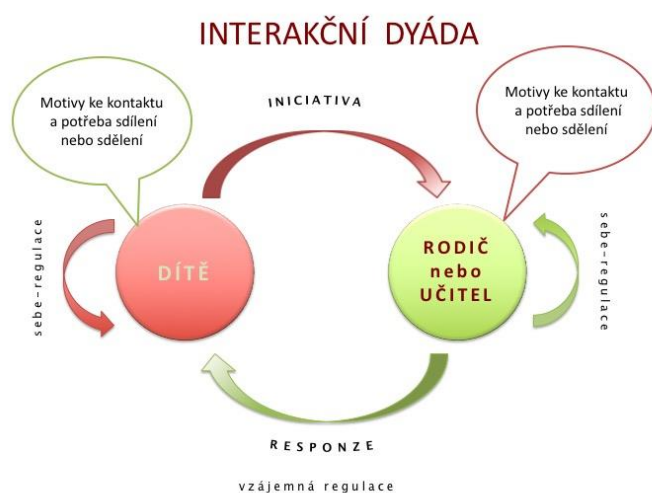 INTERAKČNÍ DYÁDA
Motivy ke kontaktu
a potřeba sdílení
nebo sdělení
INICIATIVA
Motivy ke kontaktu
a potřeba sdílení
nebo sdělení
sebe-regulace
DÍTĚ
RODIČ
nebo
UČITEL
sebe-regulace
RESPONZE
vzájemná regulace